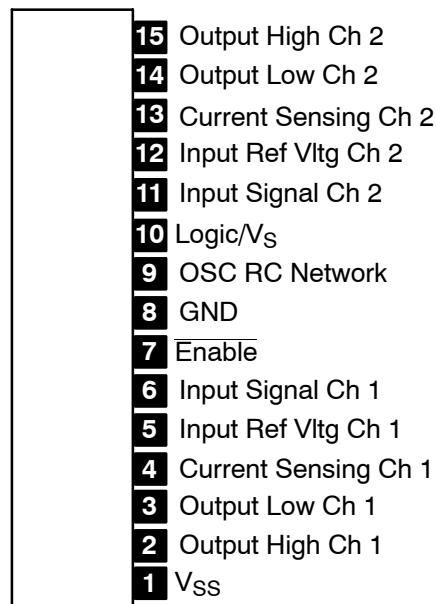 15 Output High Ch 2
14 Output Low Ch 2
13 Current Sensing Ch 2
12 Input Ref Vltg Ch 2
11 Input Signal Ch 2
10 Logic/VS
9 OSC RC Network
8 GND
7 Enable
6 Input Signal Ch 1
5 Input Ref Vltg Ch 1
4 Current Sensing Ch 1
3 Output Low Ch 1
2 Output High Ch 1
1 VSS